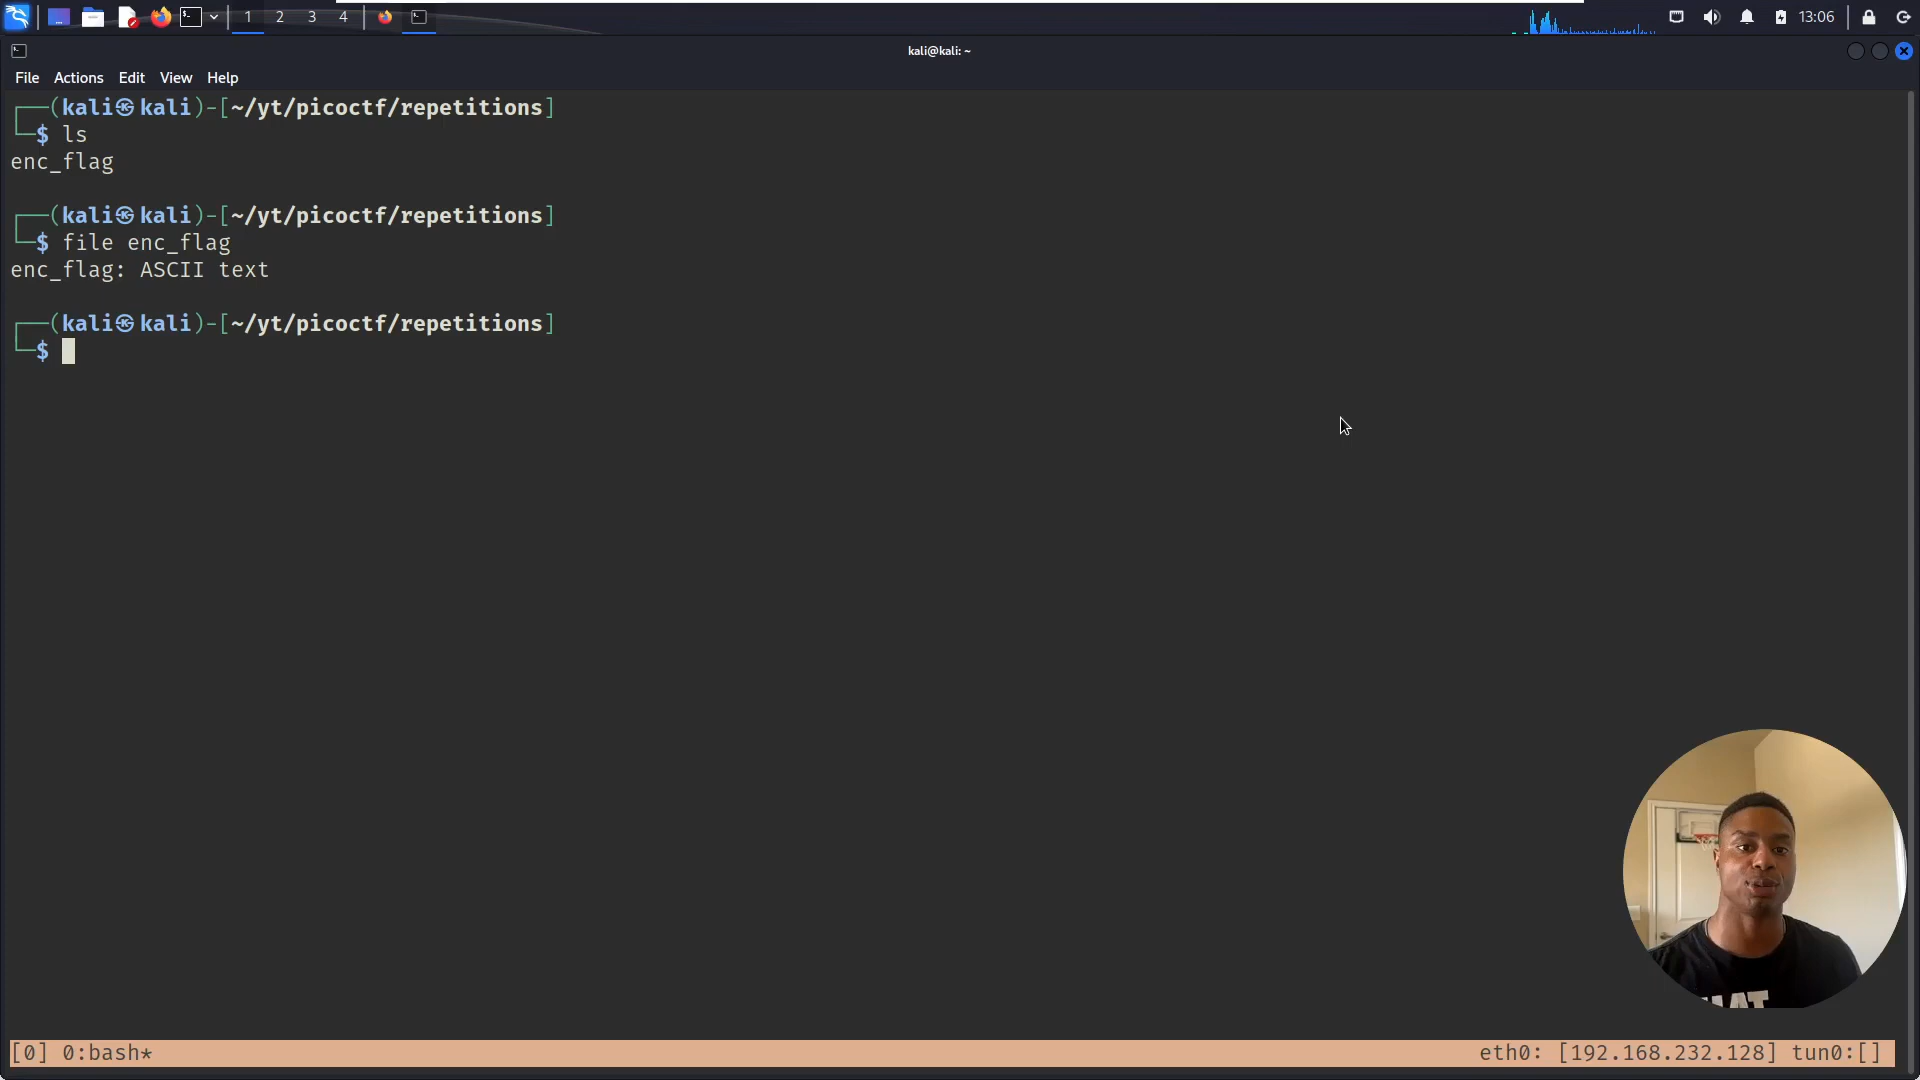 1 2 3 4 13:06
kali@kali: ~
File Actions Edit View Help
┌──(kali㉿kali)-[~/yt/picoctf/repetitions]
└─$ ls
enc_flag
┌──(kali㉿kali)-[~/yt/picoctf/repetitions]
└─$ file enc_flag
enc_flag: ASCII text
┌──(kali㉿kali)-[~/yt/picoctf/repetitions]
└─$
[0] 0:bash* eth0: [192.168.232.128] tun0:[]